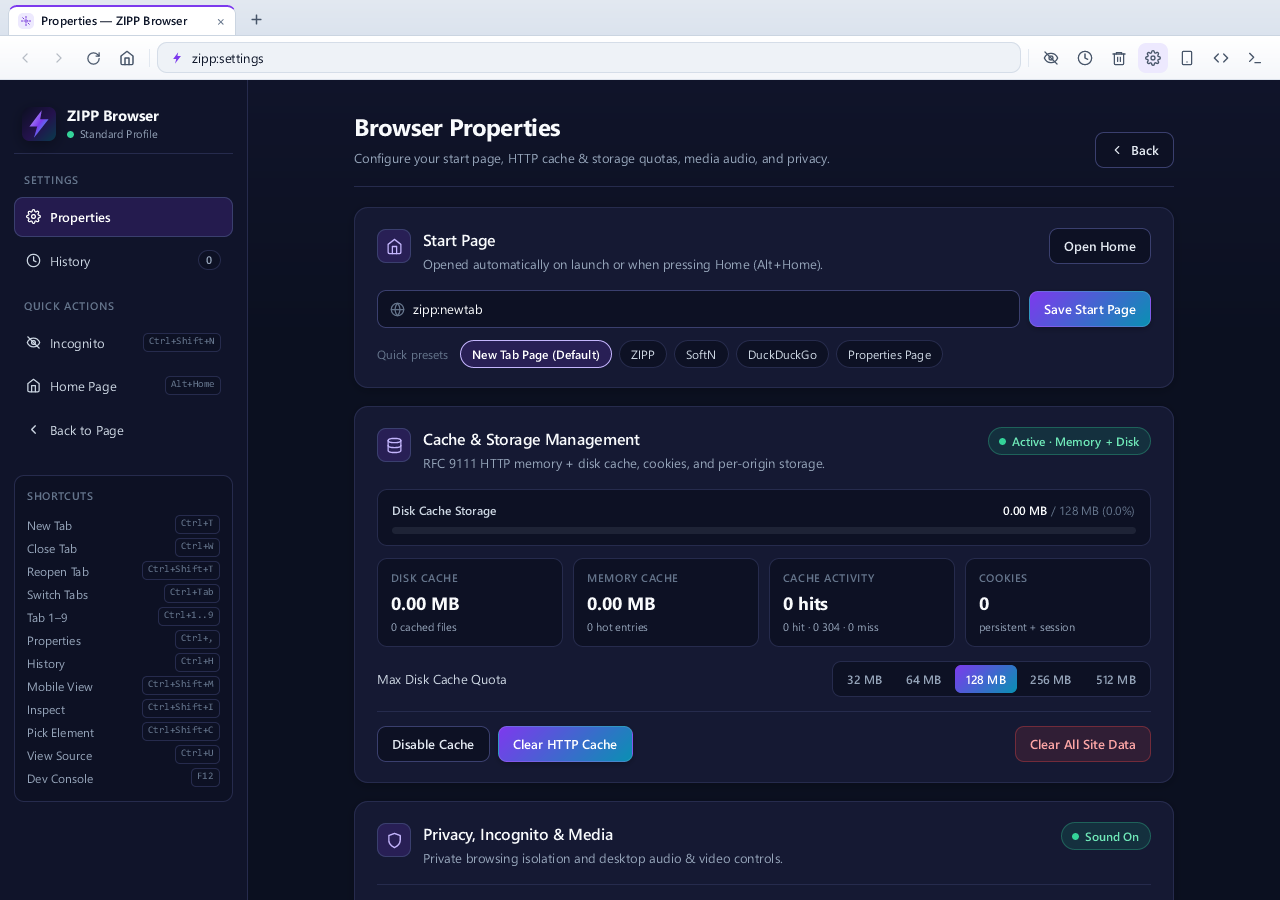 Properties — ZIPP Browser
zipp:settings
ZIPP Browser
Standard Profile
SETTINGS
Properties
History 0
QUICK ACTIONS
Incognito Ctrl+Shift+N
Home Page Alt+Home
Back to Page
SHORTCUTS
New Tab Ctrl+T
Close Tab Ctrl+W
Reopen Tab Ctrl+Shift+T
Switch Tabs Ctrl+Tab
Tab 1–9 Ctrl+1..9
Properties Ctrl+,
History Ctrl+H
Mobile View Ctrl+Shift+M
Inspect Ctrl+Shift+I
Pick Element Ctrl+Shift+C
View Source Ctrl+U
Dev Console F12
Browser Properties
Configure your start page, HTTP cache & storage quotas, media audio, and privacy.
Back
Start Page
Opened automatically on launch or when pressing Home (Alt+Home).
Open Home
zipp:newtab
Save Start Page
Quick presets New Tab Page (Default) ZIPP SoftN DuckDuckGo Properties Page
Cache & Storage Management
RFC 9111 HTTP memory + disk cache, cookies, and per-origin storage.
Active · Memory + Disk
Disk Cache Storage 0.00 MB / 128 MB (0.0%)
DISK CACHE
0.00 MB
0 cached files
MEMORY CACHE
0.00 MB
0 hot entries
CACHE ACTIVITY
0 hits
0 hit · 0 304 · 0 miss
COOKIES
0
persistent + session
Max Disk Cache Quota 32 MB 64 MB 128 MB 256 MB 512 MB
Disable Cache Clear HTTP Cache Clear All Site Data
Privacy, Incognito & Media
Private browsing isolation and desktop audio & video controls.
Sound On